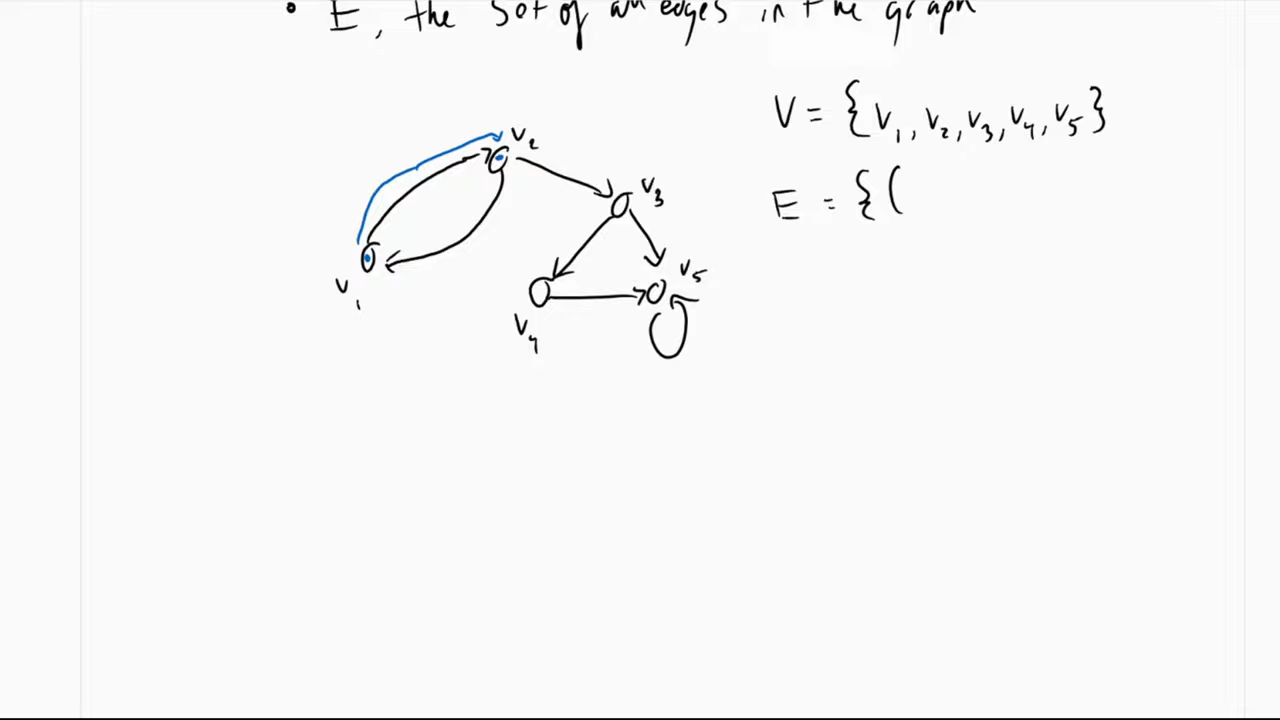 • E, the set of all edges in the graph
V = {V₁, V₂, V₃, V₄, V₅}
E = {(
V₂
V₃
V₅
V₁
V₄